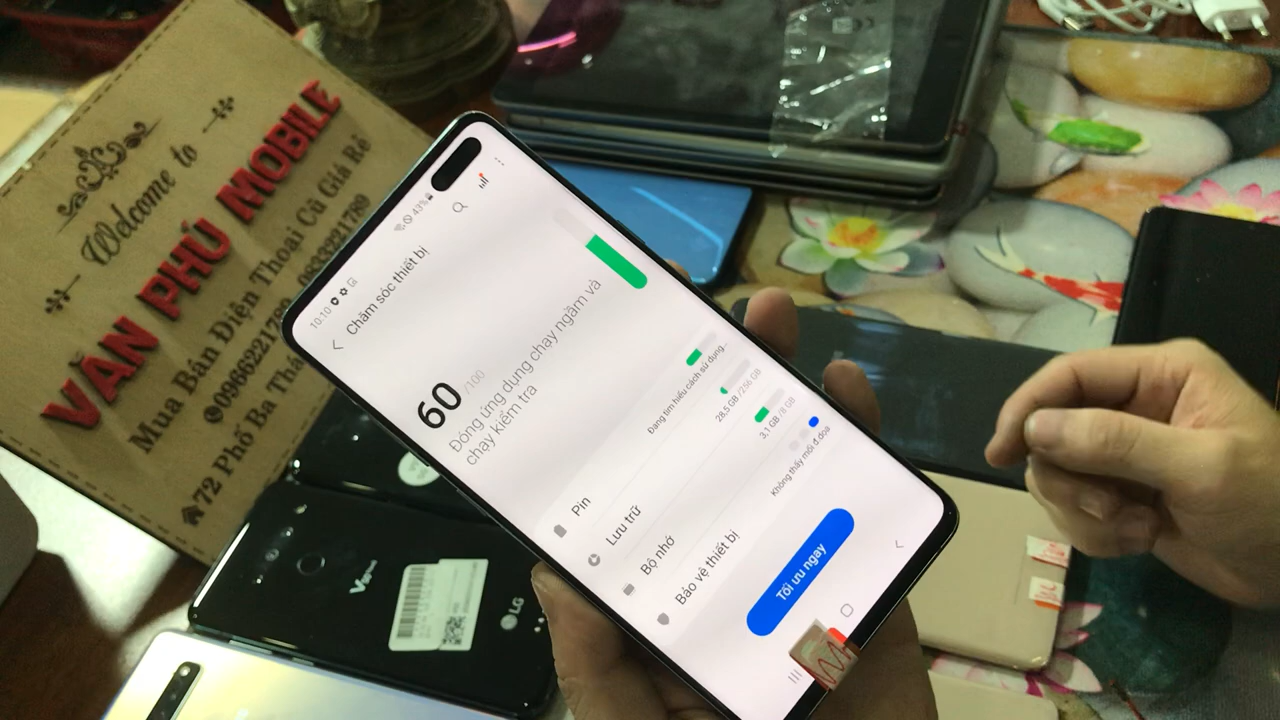 Welcome to
VĂN PHÚ MOBILE
Mua Bán Điện Thoại Cũ Giá Rẻ
0833221789
72 Phố Ba
10:10
43%
Chăm sóc thiết bị
60 /100
Đóng ứng dụng chạy ngầm và
chạy kiểm tra
Pin
Đang tìm hiểu cách sử dụng...
Lưu trữ
28,5 GB /256 GB
Bộ nhớ
3,1 GB /8 GB
Bảo vệ thiết bị
Không thấy mối đ.dọa
Tối ưu ngay
LG